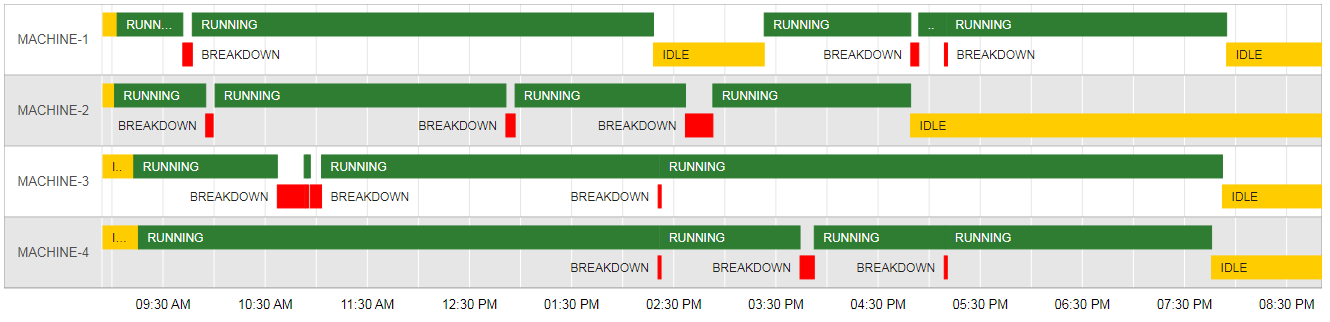 RUNN... RUNNING RUNNING .. RUNNING
MACHINE-1
BREAKDOWN IDLE BREAKDOWN BREAKDOWN IDLE
RUNNING RUNNING RUNNING RUNNING
MACHINE-2
BREAKDOWN BREAKDOWN BREAKDOWN IDLE
I.. RUNNING RUNNING RUNNING
MACHINE-3
BREAKDOWN BREAKDOWN BREAKDOWN IDLE
I... RUNNING RUNNING RUNNING RUNNING
MACHINE-4
BREAKDOWN BREAKDOWN BREAKDOWN IDLE
09:30 AM 10:30 AM 11:30 AM 12:30 PM 01:30 PM 02:30 PM 03:30 PM 04:30 PM 05:30 PM 06:30 PM 07:30 PM 08:30 PM